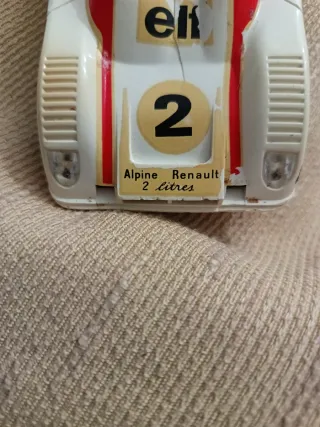 elf
2
Alpine Renault
2 litres